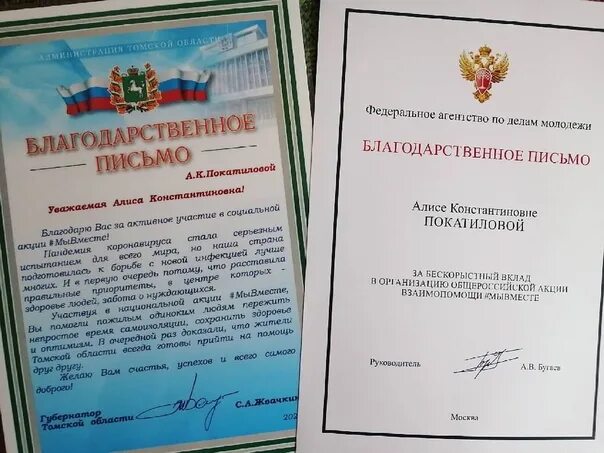 АДМИНИСТРАЦИЯ ТОМСКОЙ ОБЛАСТИ
БЛАГОДАРСТВЕННОЕ
ПИСЬМО
А.К.Покатиловой
Уважаемая Алиса Константиновна!
Благодарю Вас за активное участие в социальной
акции #МыВместе!
Пандемия коронавируса стала серьезным
испытанием для всего мира, но наша страна
подготовилась к борьбе с новой инфекцией лучше
многих. И в первую очередь потому, что расставила
правильные приоритеты, в центре которых -
здоровье людей, забота о нуждающихся.
Участвуя в национальной акции #МыВместе,
Вы помогли пожилым одиноким людям пережить
непростое время самоизоляции, сохранить здоровье
и оптимизм. В очередной раз доказали, что жители
Томской области всегда готовы прийти на помощь
друг другу.
Желаю Вам счастья, успехов и всего самого
доброго!
Губернатор
Томской области
С.А.Жвачкин
202
Федеральное агентство по делам молодежи
БЛАГОДАРСТВЕННОЕ ПИСЬМО
Алисе Константиновне
ПОКАТИЛОВОЙ
ЗА БЕСКОРЫСТНЫЙ ВКЛАД
В ОРГАНИЗАЦИЮ ОБЩЕРОССИЙСКОЙ АКЦИИ
ВЗАИМОПОМОЩИ #МЫВМЕСТЕ
Руководитель
А.В. Бугаев
Москва